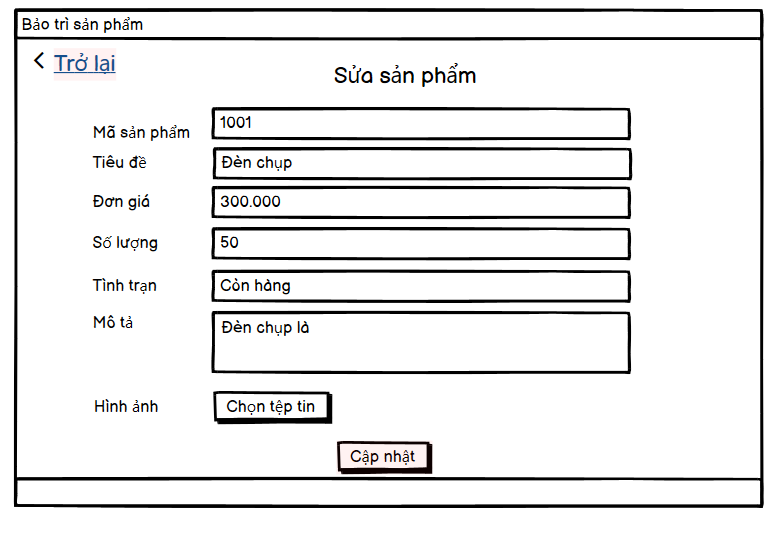 Bảo trì sản phẩm
Trở lại
Sửa sản phẩm
Mã sản phẩm 1001
Tiêu đề Đèn chụp
Đơn giá 300.000
Số lượng 50
Tình trạn Còn hàng
Mô tả Đèn chụp là
Hình ảnh Chọn tệp tin
Cập nhật